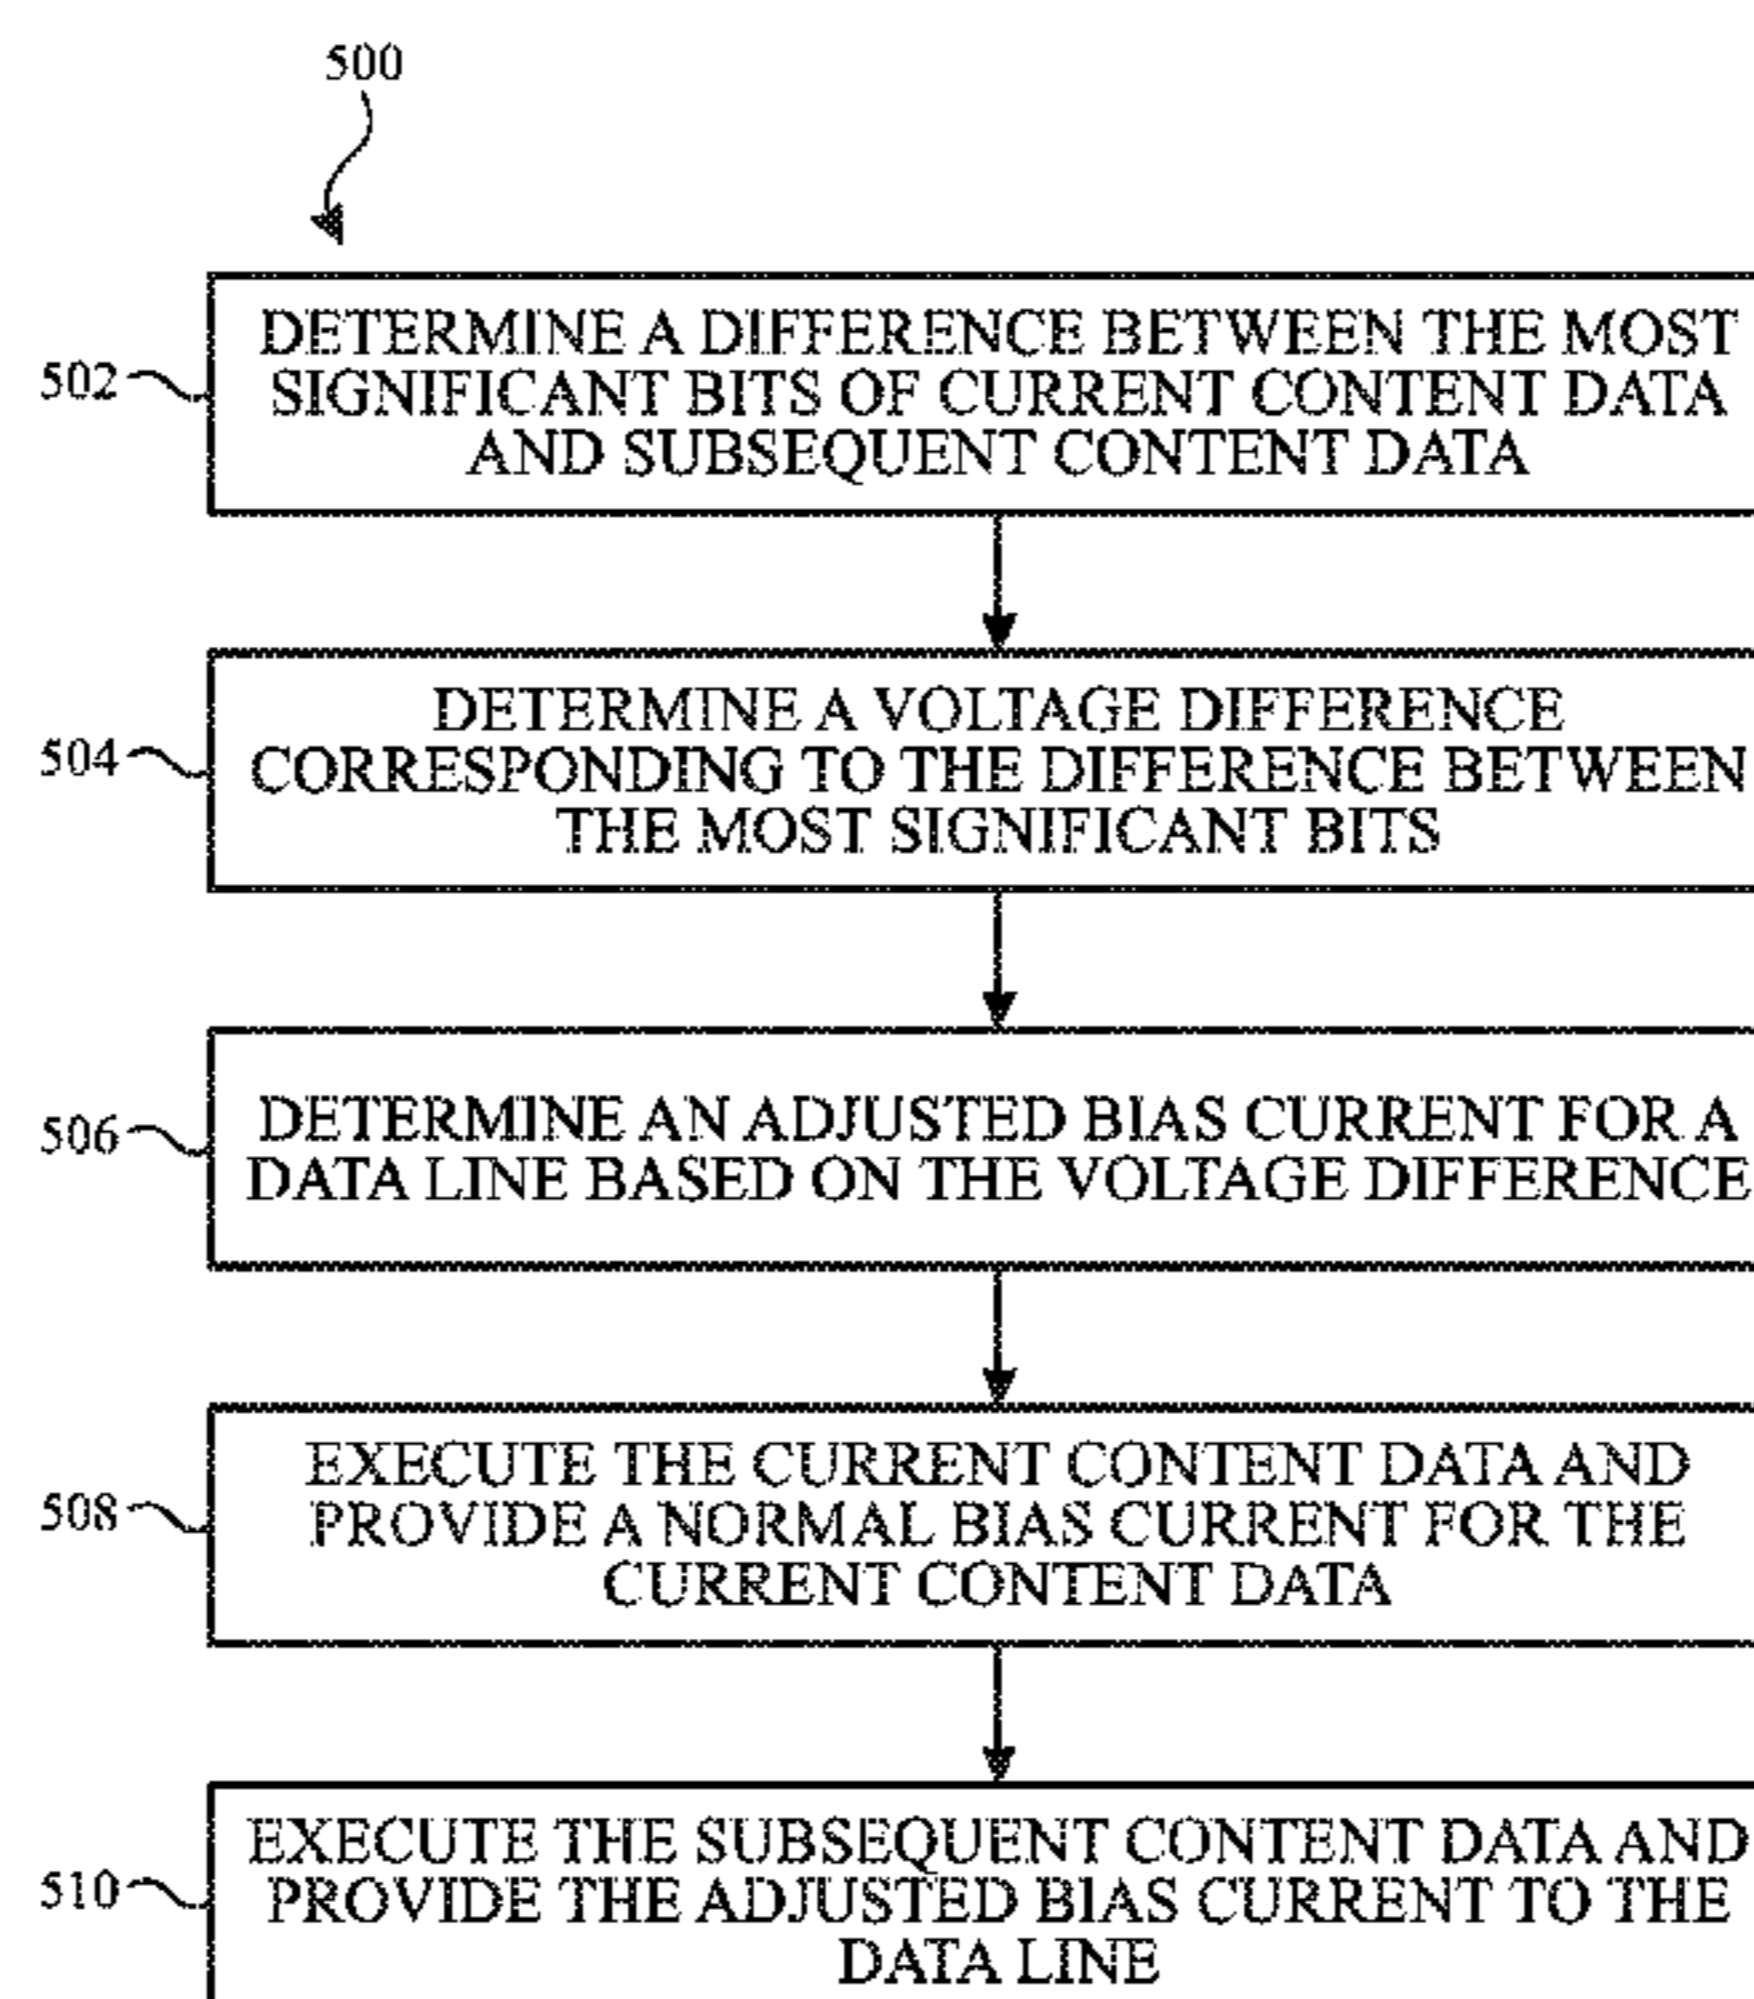 500
502
DETERMINE A DIFFERENCE BETWEEN THE MOST
SIGNIFICANT BITS OF CURRENT CONTENT DATA
AND SUBSEQUENT CONTENT DATA
504
DETERMINE A VOLTAGE DIFFERENCE
CORRESPONDING TO THE DIFFERENCE BETWEEN
THE MOST SIGNIFICANT BITS
506
DETERMINE AN ADJUSTED BIAS CURRENT FOR A
DATA LINE BASED ON THE VOLTAGE DIFFERENCE
508
EXECUTE THE CURRENT CONTENT DATA AND
PROVIDE A NORMAL BIAS CURRENT FOR THE
CURRENT CONTENT DATA
510
EXECUTE THE SUBSEQUENT CONTENT DATA AND
PROVIDE THE ADJUSTED BIAS CURRENT TO THE
DATA LINE